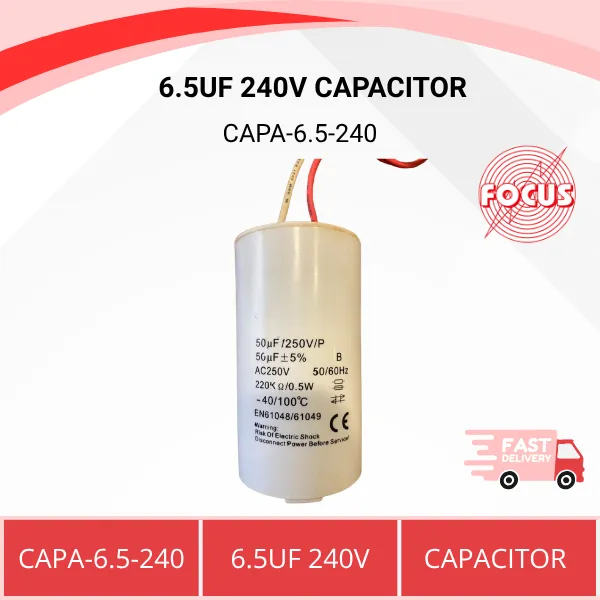 6.5UF 240V CAPACITOR
CAPA-6.5-240
FOCUS
50μF/250V/P
50μF±5% B
AC250V 50/60Hz
220KΩ/0.5W
-40/100℃
EN61048/61049 CE
Warning:
Risk Of Electric Shock
Disconnect Power Before Service!
FAST
DELIVERY
CAPA-6.5-240
6.5UF 240V
CAPACITOR